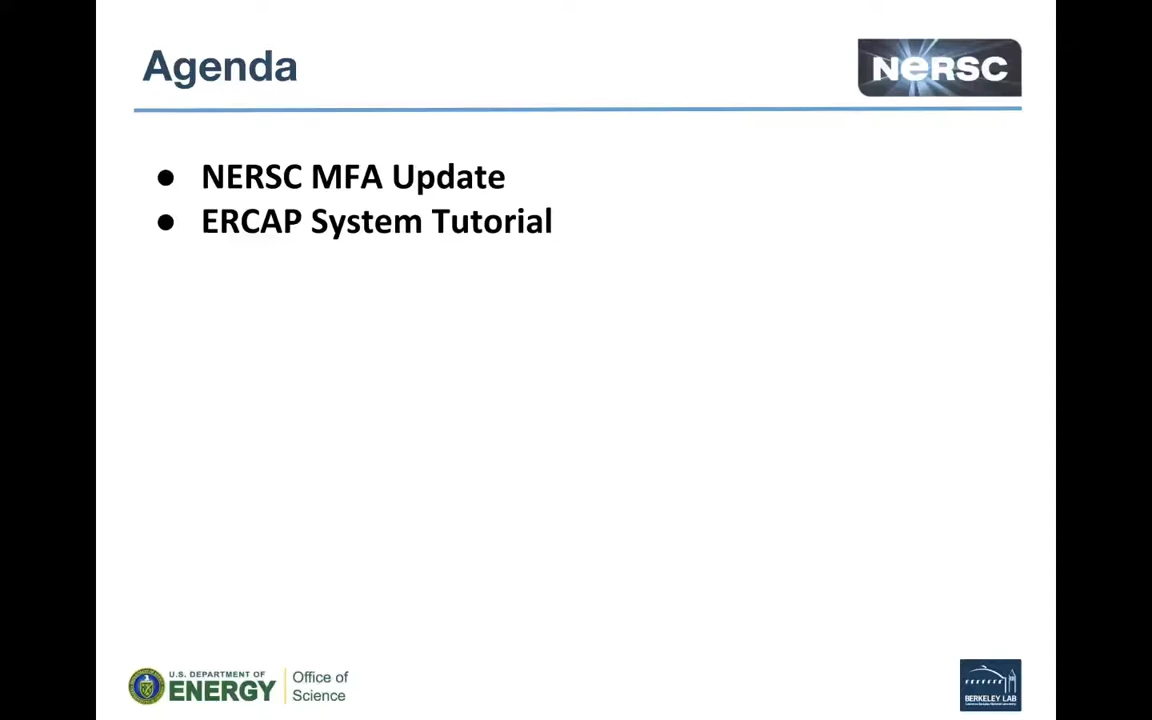 Agenda
NERSC
● NERSC MFA Update
● ERCAP System Tutorial
U.S. DEPARTMENT OF
ENERGY
Office of
Science
BERKELEY LAB